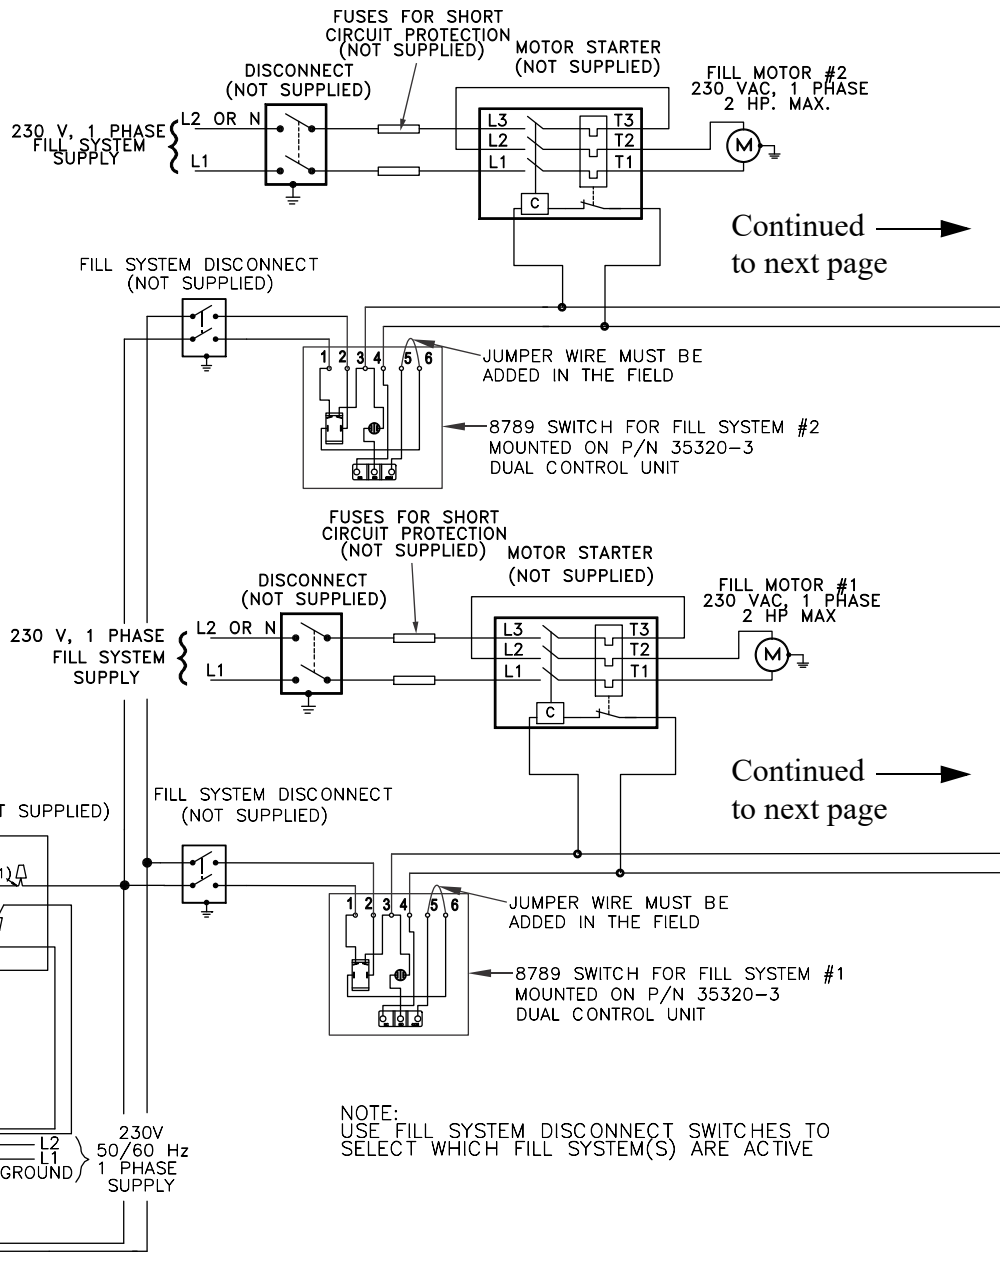 FUSES FOR SHORT
CIRCUIT PROTECTION
(NOT SUPPLIED)
MOTOR STARTER
(NOT SUPPLIED)
DISCONNECT
(NOT SUPPLIED)
FILL MOTOR #2
230 VAC, 1 PHASE
2 HP. MAX.
230 V, 1 PHASE
FILL SYSTEM
SUPPLY
L2 OR N
L1
L3
L2
L1
T3
T2
T1
M
C
Continued
to next page
FILL SYSTEM DISCONNECT
(NOT SUPPLIED)
1 2 3 4 5 6
JUMPER WIRE MUST BE
ADDED IN THE FIELD
8789 SWITCH FOR FILL SYSTEM #2
MOUNTED ON P/N 35320-3
DUAL CONTROL UNIT
FUSES FOR SHORT
CIRCUIT PROTECTION
(NOT SUPPLIED)
MOTOR STARTER
(NOT SUPPLIED)
DISCONNECT
(NOT SUPPLIED)
FILL MOTOR #1
230 VAC, 1 PHASE
2 HP MAX
230 V, 1 PHASE
FILL SYSTEM
SUPPLY
L2 OR N
L1
L3
L2
L1
T3
T2
T1
M
C
Continued
to next page
T SUPPLIED)
FILL SYSTEM DISCONNECT
(NOT SUPPLIED)
1)
1 2 3 4 5 6
JUMPER WIRE MUST BE
ADDED IN THE FIELD
8789 SWITCH FOR FILL SYSTEM #1
MOUNTED ON P/N 35320-3
DUAL CONTROL UNIT
L2
L1
GROUND)
230V
50/60 Hz
1 PHASE
SUPPLY
NOTE:
USE FILL SYSTEM DISCONNECT SWITCHES TO
SELECT WHICH FILL SYSTEM(S) ARE ACTIVE